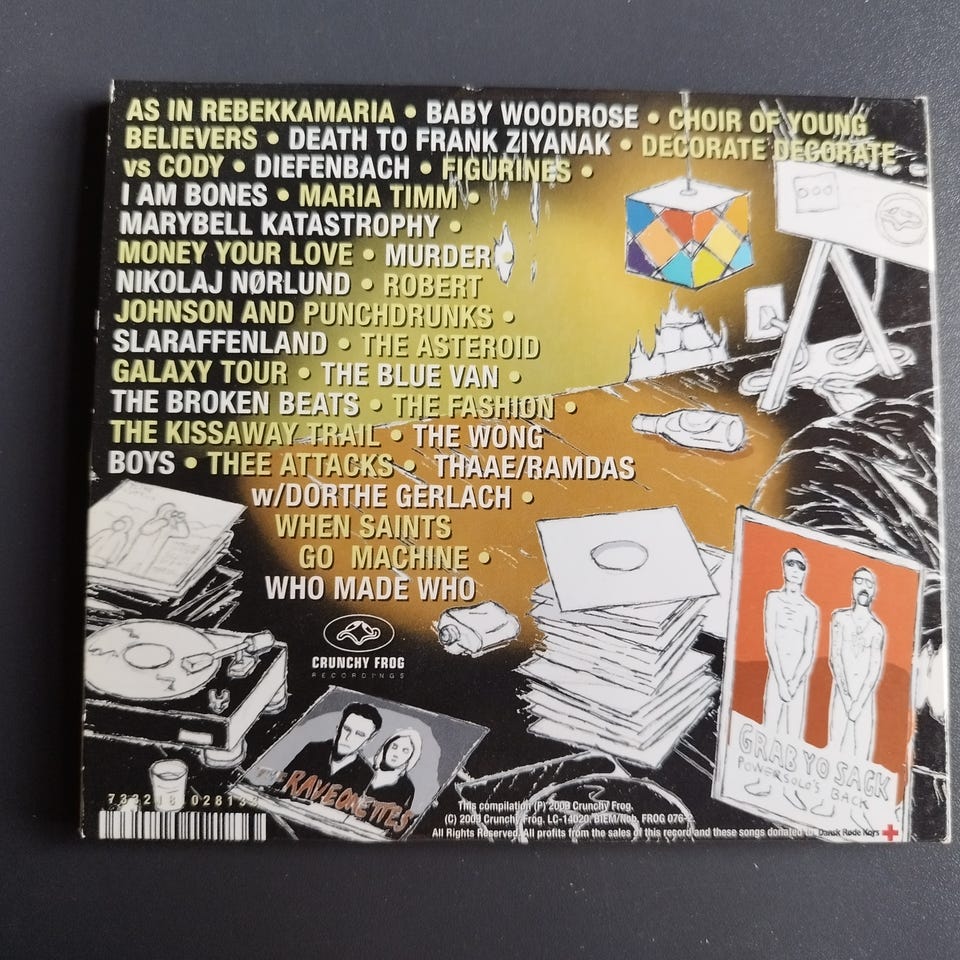 AS IN REBEKKAMARIA • BABY WOODROSE • CHOIR OF YOUNG
BELIEVERS • DEATH TO FRANK ZIYANAK • DECORATE DECORATE
vs CODY • DIEFENBACH • FIGURINES •
I AM BONES • MARIA TIMM •
MARYBELL KATASTROPHY •
MONEY YOUR LOVE • MURDER •
NIKOLAJ NØRLUND • ROBERT
JOHNSON AND PUNCHDRUNKS •
SLARAFFENLAND • THE ASTEROID
GALAXY TOUR • THE BLUE VAN •
THE BROKEN BEATS • THE FASHION •
THE KISSAWAY TRAIL • THE WONG
BOYS • THEE ATTACKS • THAAE/RAMDAS
w/DORTHE GERLACH •
WHEN SAINTS
GO MACHINE •
WHO MADE WHO
CRUNCHY FROG
RECORDINGS
THE RAVEONETTES
GRAB YO SACK
POWERSOLO'S BACK
This compilation (P) 2009 Crunchy Frog.
(C) 2009 Crunchy Frog. LC-14020. BIEM/Ncb. FROG 076-2
All Rights Reserved. All profits from the sales of this record and these songs donated to Dansk Røde Kors